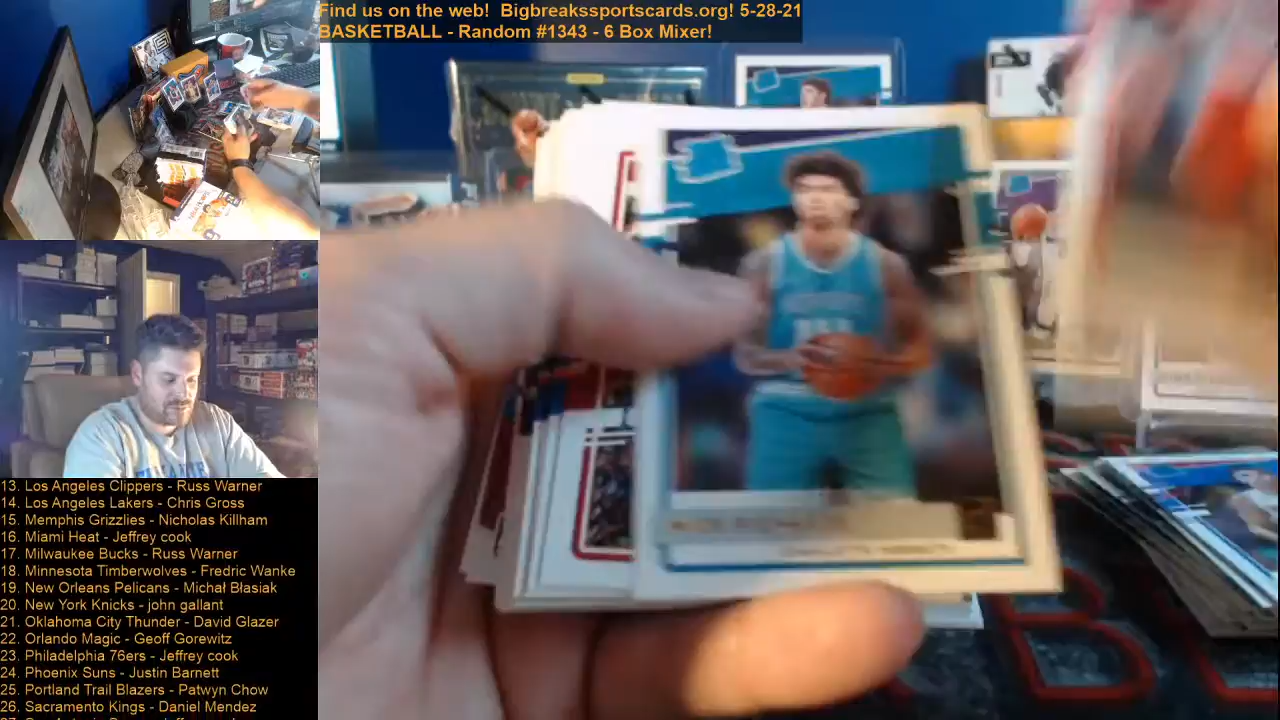 Find us on the web!  Bigbreakssportscards.org! 5-28-21
BASKETBALL - Random #1343 - 6 Box Mixer!
13. Los Angeles Clippers - Russ Warner
14. Los Angeles Lakers - Chris Gross
15. Memphis Grizzlies - Nicholas Killham
16. Miami Heat - Jeffrey cook
17. Milwaukee Bucks - Russ Warner
18. Minnesota Timberwolves - Fredric Wanke
19. New Orleans Pelicans - Michał Błasiak
20. New York Knicks - john gallant
21. Oklahoma City Thunder - David Glazer
22. Orlando Magic - Geoff Gorewitz
23. Philadelphia 76ers - Jeffrey cook
24. Phoenix Suns - Justin Barnett
25. Portland Trail Blazers - Patwyn Chow
26. Sacramento Kings - Daniel Mendez